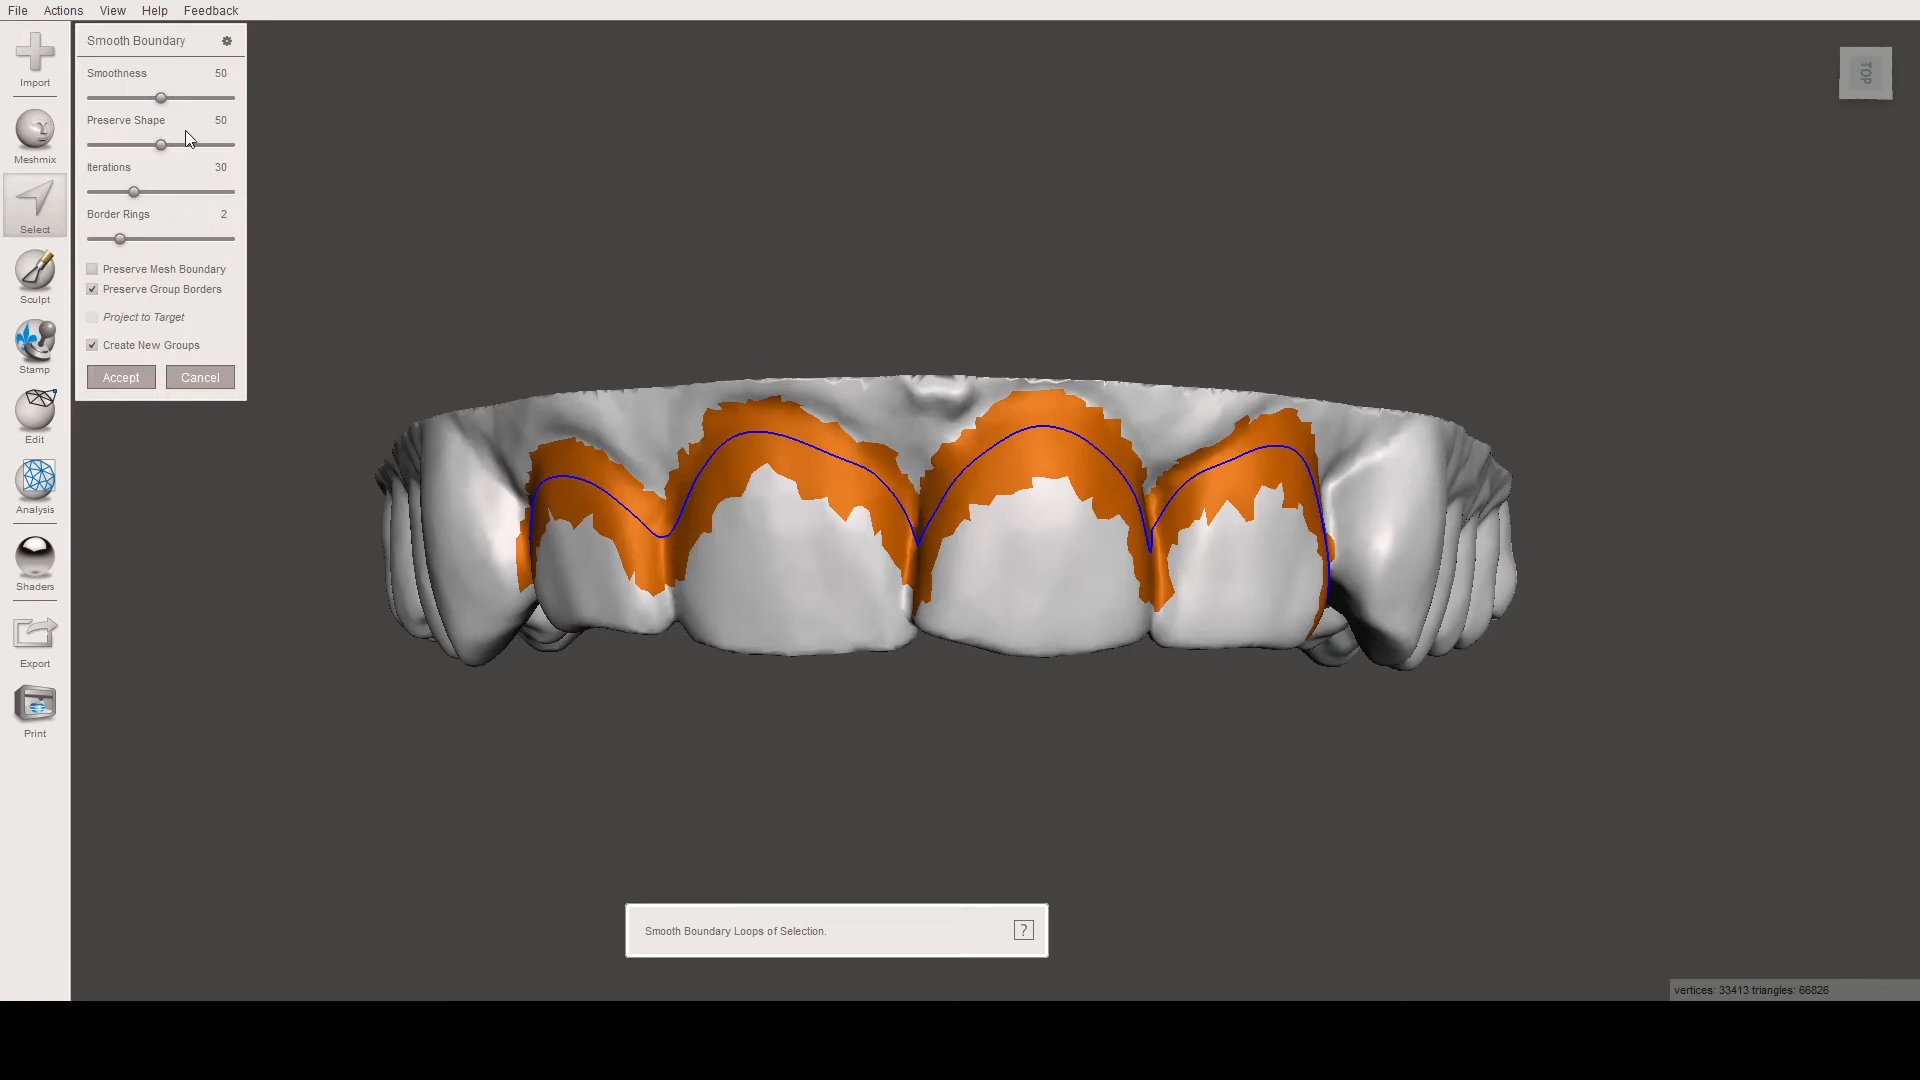 File Actions View Help Feedback
Import
Meshmix
Select
Sculpt
Stamp
Edit
Analysis
Shaders
Export
Print
Smooth Boundary
Smoothness 50
Preserve Shape 50
Iterations 30
Border Rings 2
Preserve Mesh Boundary
Preserve Group Borders
Project to Target
Create New Groups
Accept Cancel
TOP
Smooth Boundary Loops of Selection. ?
vertices: 33413 triangles: 66826